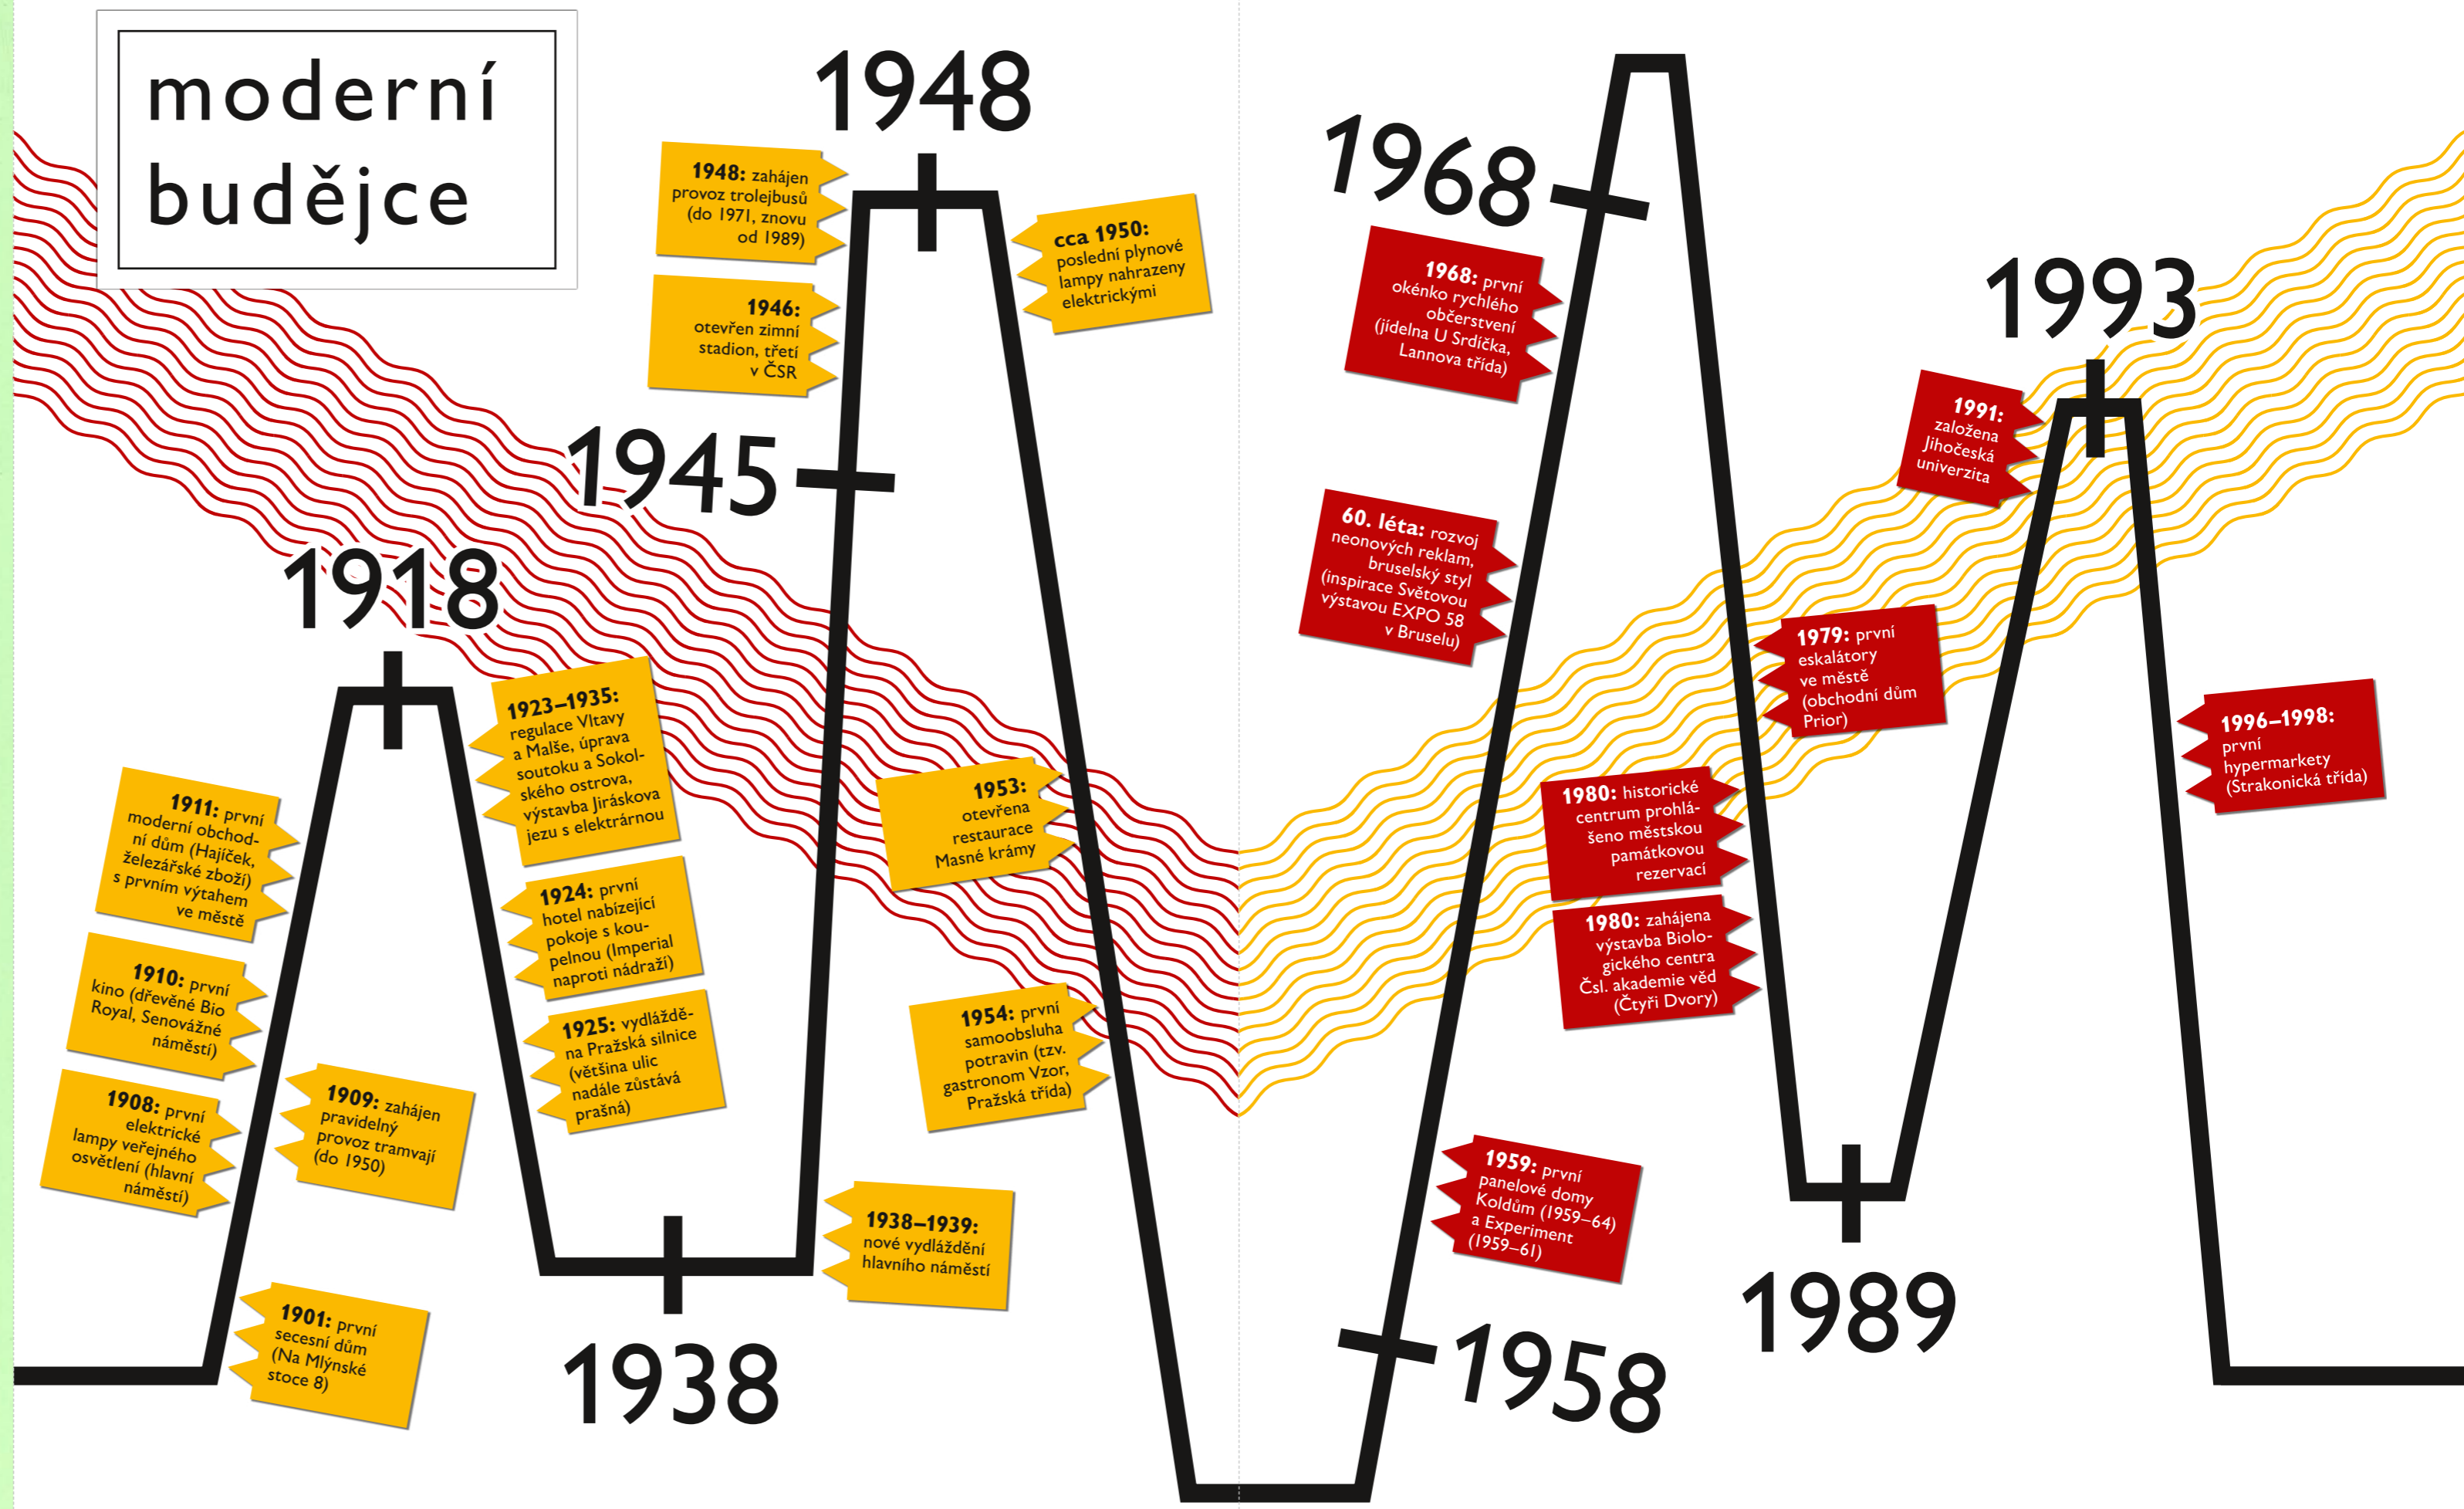 moderní
budějce
1918
1938
1945
1948
1958
1968
1989
1993
1911: první
moderní obchod-
ní dům (Hajíček,
železářské zboží)
s prvním výtahem
ve městě
1910: první
kino (dřevěné Bio
Royal, Senovážné
náměstí)
1908: první
elektrické
lampy veřejného
osvětlení (hlavní
náměstí)
1909: zahájen
pravidelný
provoz tramvají
(do 1950)
1901: první
secesní dům
(Na Mlýnské
stoce 8)
1923–1935:
regulace Vltavy
a Malše, úprava
soutoku a Sokol-
ského ostrova,
výstavba Jiráskova
jezu s elektrárnou
1924: první
hotel nabízející
pokoje s kou-
pelnou (Imperial
naproti nádraží)
1925: vydláždě-
na Pražská silnice
(většina ulic
nadále zůstává
prašná)
1938–1939:
nové vydláždění
hlavního náměstí
1948: zahájen
provoz trolejbusů
(do 1971, znovu
od 1989)
1946:
otevřen zimní
stadion, třetí
v ČSR
cca 1950:
poslední plynové
lampy nahrazeny
elektrickými
1953:
otevřena
restaurace
Masné krámy
1954: první
samoobsluha
potravin (tzv.
gastronom Vzor,
Pražská třída)
1968: první
okénko rychlého
občerstvení
(jídelna U Srdíčka,
Lannova třída)
60. léta: rozvoj
neonových reklam,
bruselský styl
(inspirace Světovou
výstavou EXPO 58
v Bruselu)
1959: první
panelové domy
Koldům (1959–64)
a Experiment
(1959–61)
1979: první
eskalátory
ve městě
(obchodní dům
Prior)
1980: historické
centrum prohlá-
šeno městskou
památkovou
rezervací
1980: zahájena
výstavba Biolo-
gického centra
Čsl. akademie věd
(Čtyři Dvory)
1991:
založena
Jihočeská
univerzita
1996–1998:
první
hypermarkety
(Strakonická třída)